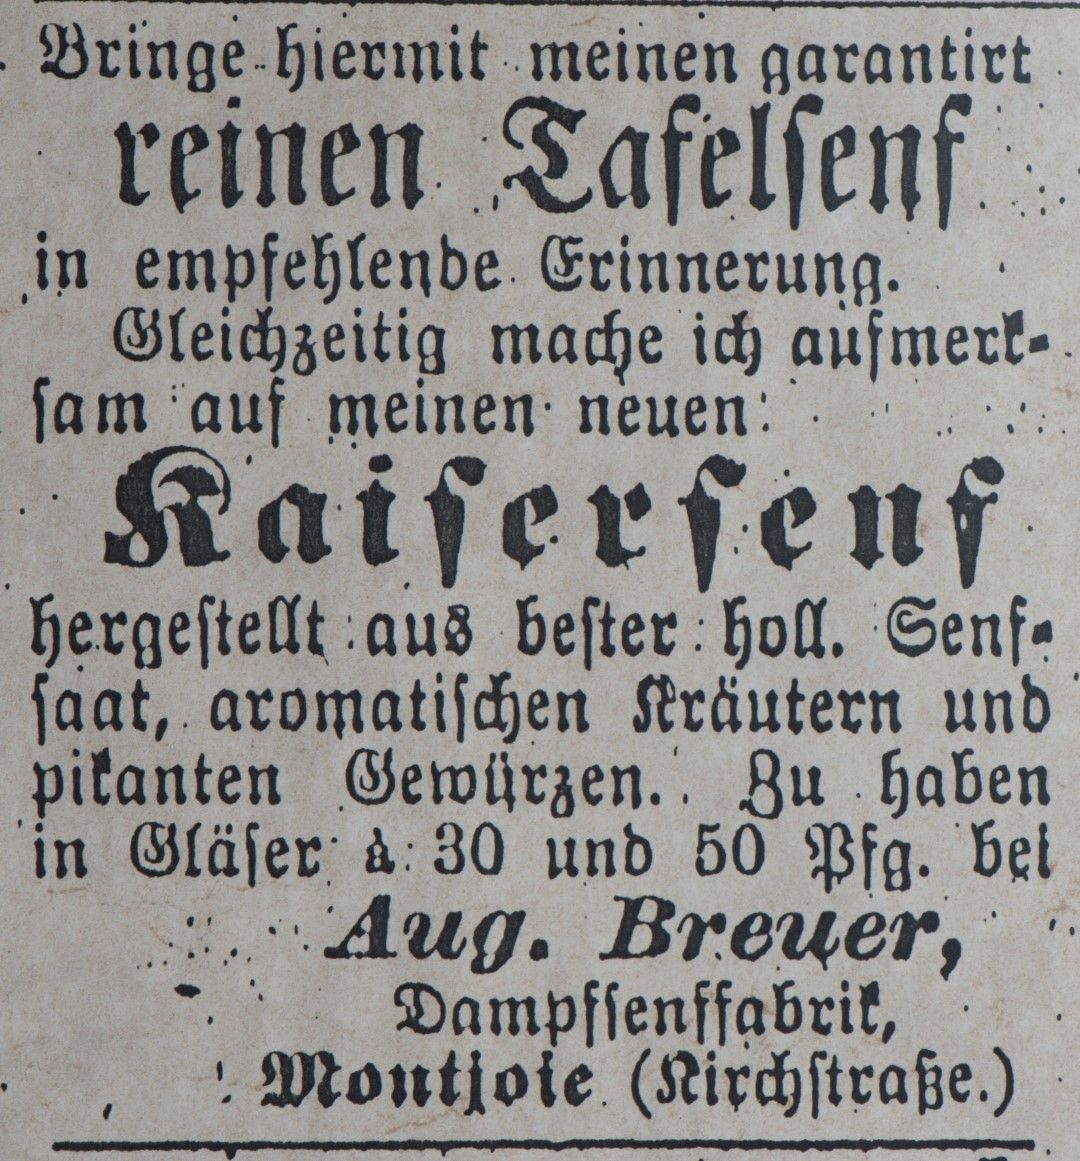 Bringe hiermit meinen garantirt
reinen Tafelsenf
in empfehlende Erinnerung.
Gleichzeitig mache ich aufmerk-
sam auf meinen neuen
Kaisersenf
hergestellt aus bester holl. Senf-
saat, aromatischen Kräutern und
pikanten Gewürzen. Zu haben
in Gläser à 30 und 50 Pfg. bei
Aug. Breuer,
Dampfsenffabrik,
Montjoie (Kirchstraße.)